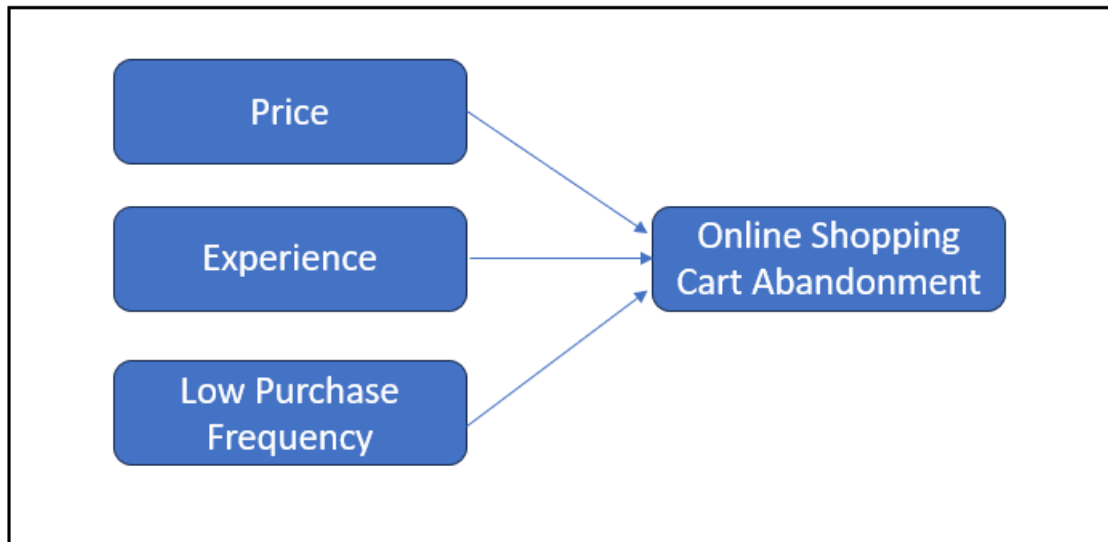 Price
Experience
Low Purchase
Frequency
Online Shopping
Cart Abandonment